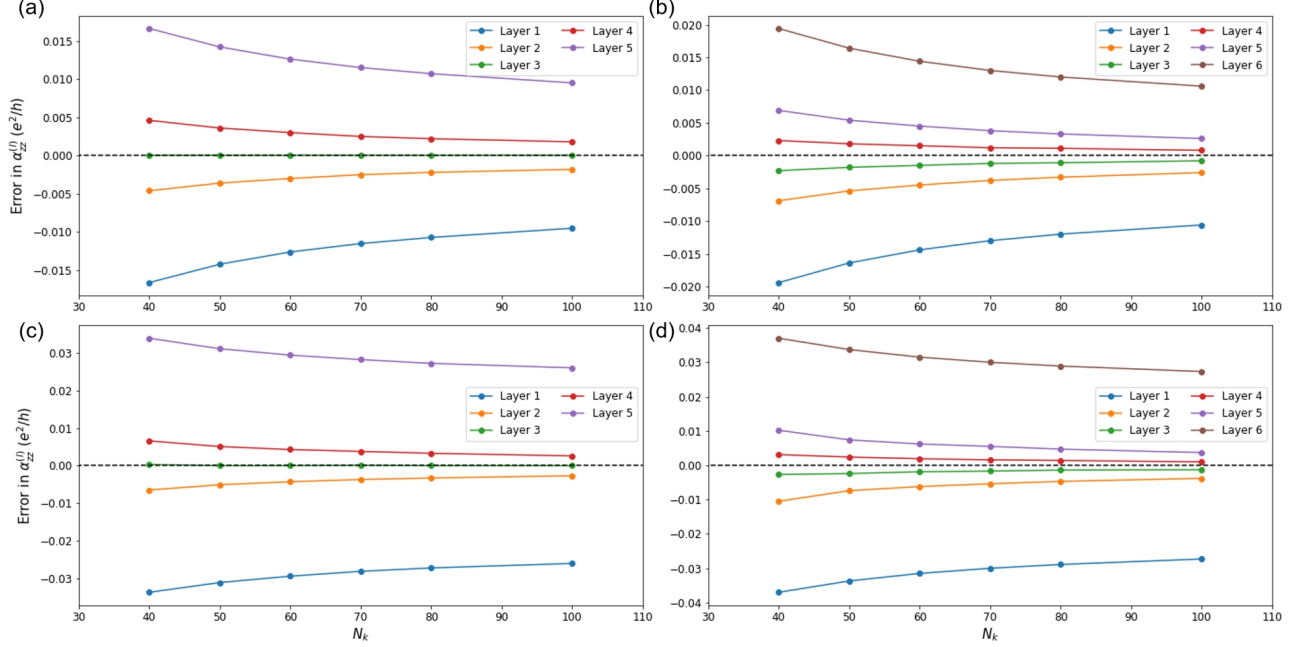 (a)
0.015
0.010
0.005
0.000
−0.005
−0.010
−0.015
Error in α_zz^(l) (e²/h)
Layer 1
Layer 2
Layer 3
Layer 4
Layer 5
30 40 50 60 70 80 90 100 110
(b)
0.020
0.015
0.010
0.005
0.000
−0.005
−0.010
−0.015
−0.020
Layer 1
Layer 2
Layer 3
Layer 4
Layer 5
Layer 6
30 40 50 60 70 80 90 100 110
(c)
0.03
0.02
0.01
0.00
−0.01
−0.02
−0.03
Error in α_zz^(l) (e²/h)
Layer 1
Layer 2
Layer 3
Layer 4
Layer 5
30 40 50 60 70 80 90 100 110
N_k
(d)
0.04
0.03
0.02
0.01
0.00
−0.01
−0.02
−0.03
−0.04
Layer 1
Layer 2
Layer 3
Layer 4
Layer 5
Layer 6
30 40 50 60 70 80 90 100 110
N_k